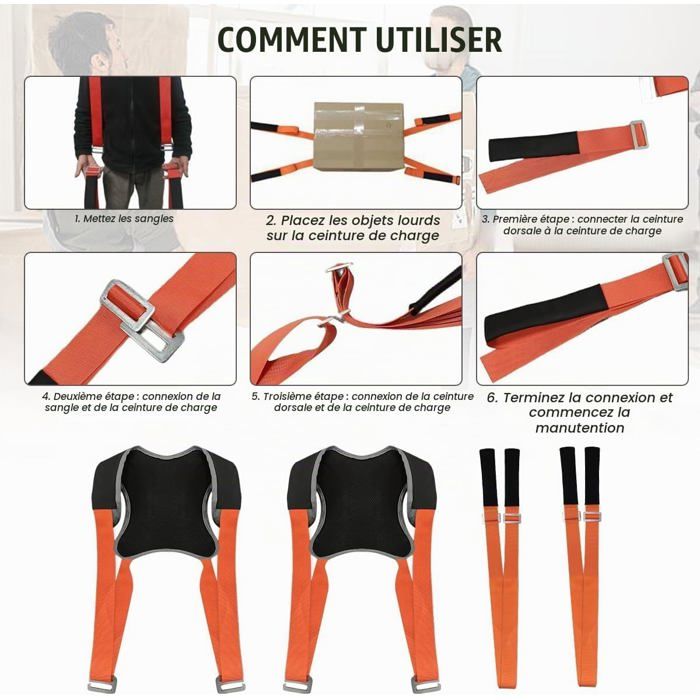 COMMENT UTILISER
1. Mettez les sangles
2. Placez les objets lourds
sur la ceinture de charge
3. Première étape : connecter la ceinture
dorsale à la ceinture de charge
4. Deuxième étape : connexion de la
sangle et de la ceinture de charge
5. Troisième étape : connexion de la ceinture
dorsale et de la ceinture de charge
6. Terminez la connexion et
commencez la
manutention